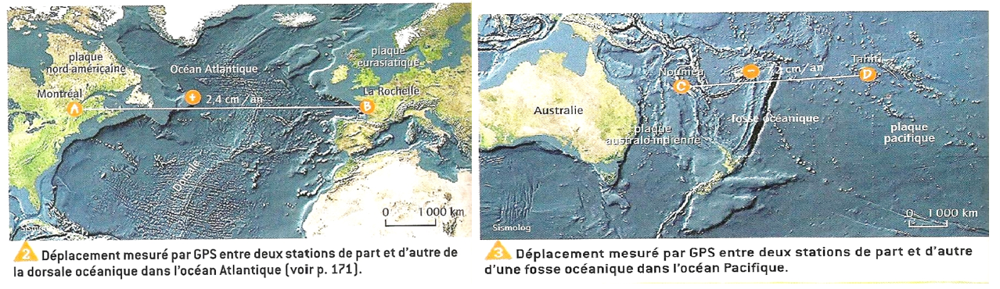 plaque
nord-américaine
Montréal
A
Océan Atlantique
+
2,4 cm/an
plaque
eurasiatique
La Rochelle
B
Dorsale
0 1 000 km
2 Déplacement mesuré par GPS entre deux stations de part et d'autre de
la dorsale océanique dans l'océan Atlantique (voir p. 171).
Australie
Nouméa
C
−
cm/an
Tahiti
D
fosse océanique
plaque
australo-indienne
plaque
pacifique
Sismolog
0 1 000 km
3 Déplacement mesuré par GPS entre deux stations de part et d'autre
d'une fosse océanique dans l'océan Pacifique.